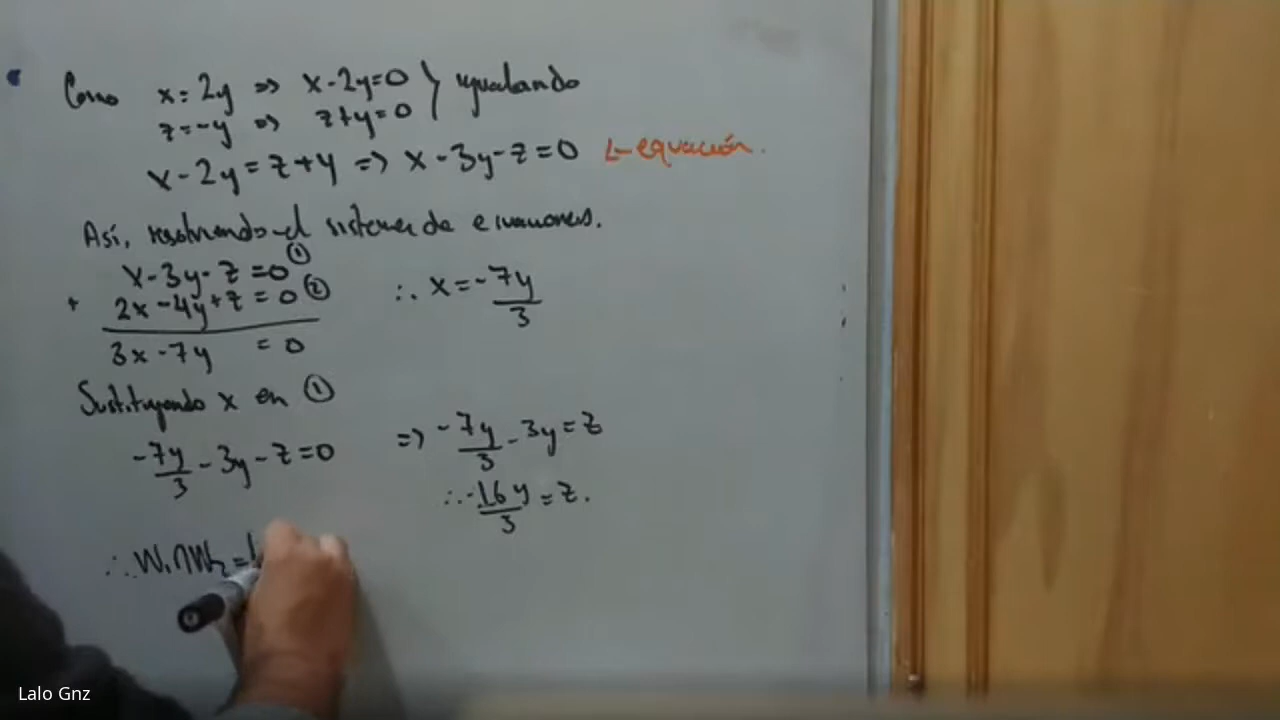 Como x = 2y => x - 2y = 0 } igualando
z = -y => z + y = 0
x - 2y = z + y => x - 3y - z = 0 ← equación.
Así, resolviendo el sistema de ecuaciones.
x - 3y - z = 0 ①
+ 2x - 4y + z = 0 ②
3x - 7y = 0
∴ x = -7y/3
Sustituyendo x en ①
-7y/3 - 3y - z = 0 => -7y/3 - 3y = z
∴ -16y/3 = z.
∴ W₁∩W₂ =
Lalo Gnz